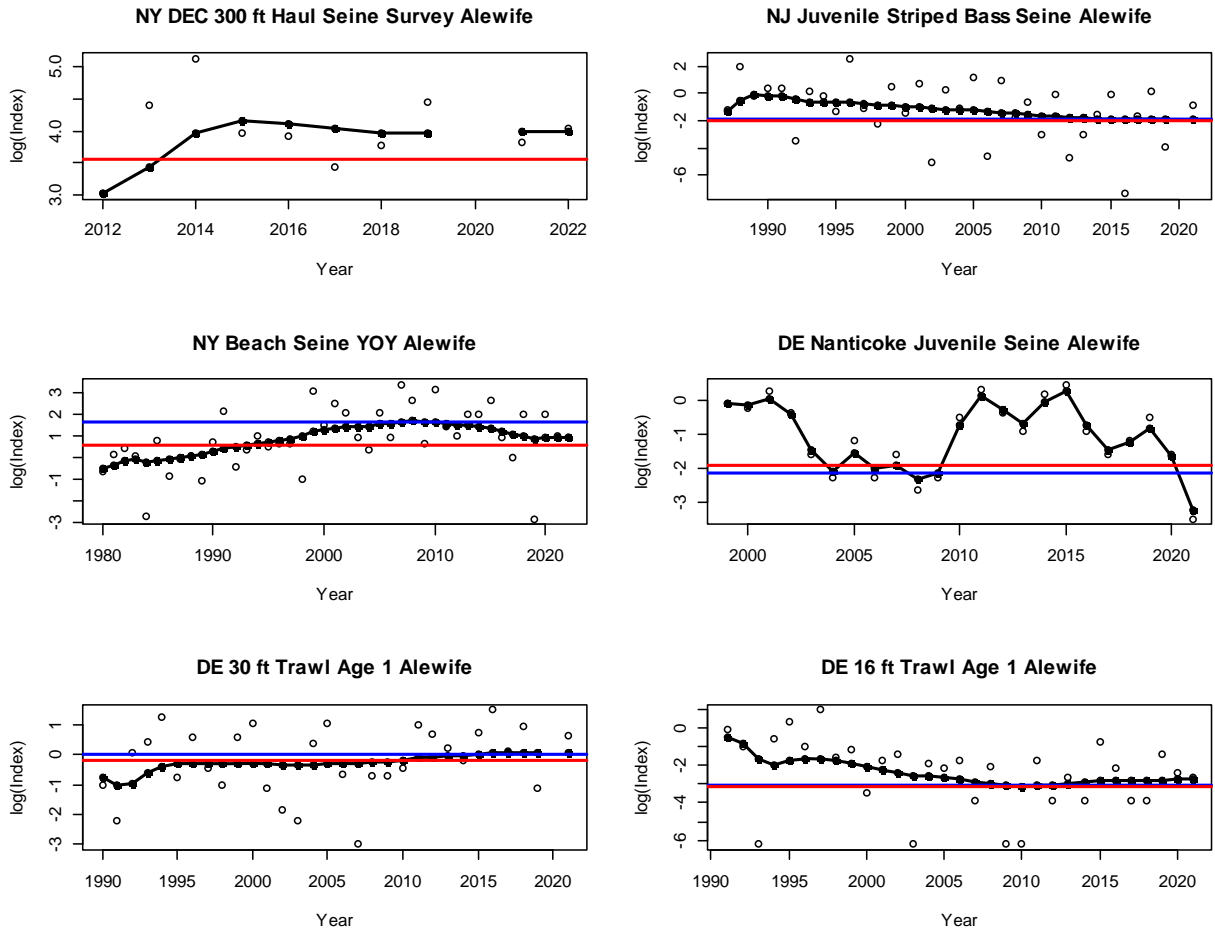 NY DEC 300 ft Haul Seine Survey Alewife
log(Index)
5.0
4.0
3.0
2012 2014 2016 2018 2020 2022
Year
NJ Juvenile Striped Bass Seine Alewife
log(Index)
2
0
-2
-6
1990 1995 2000 2005 2010 2015 2020
Year
NY Beach Seine YOY Alewife
log(Index)
3
2
1
-1
-3
1980 1990 2000 2010 2020
Year
DE Nanticoke Juvenile Seine Alewife
log(Index)
0
-1
-2
-3
2000 2005 2010 2015 2020
Year
DE 30 ft Trawl Age 1 Alewife
log(Index)
1
0
-1
-2
-3
1990 1995 2000 2005 2010 2015 2020
Year
DE 16 ft Trawl Age 1 Alewife
log(Index)
0
-2
-4
-6
1990 1995 2000 2005 2010 2015 2020
Year